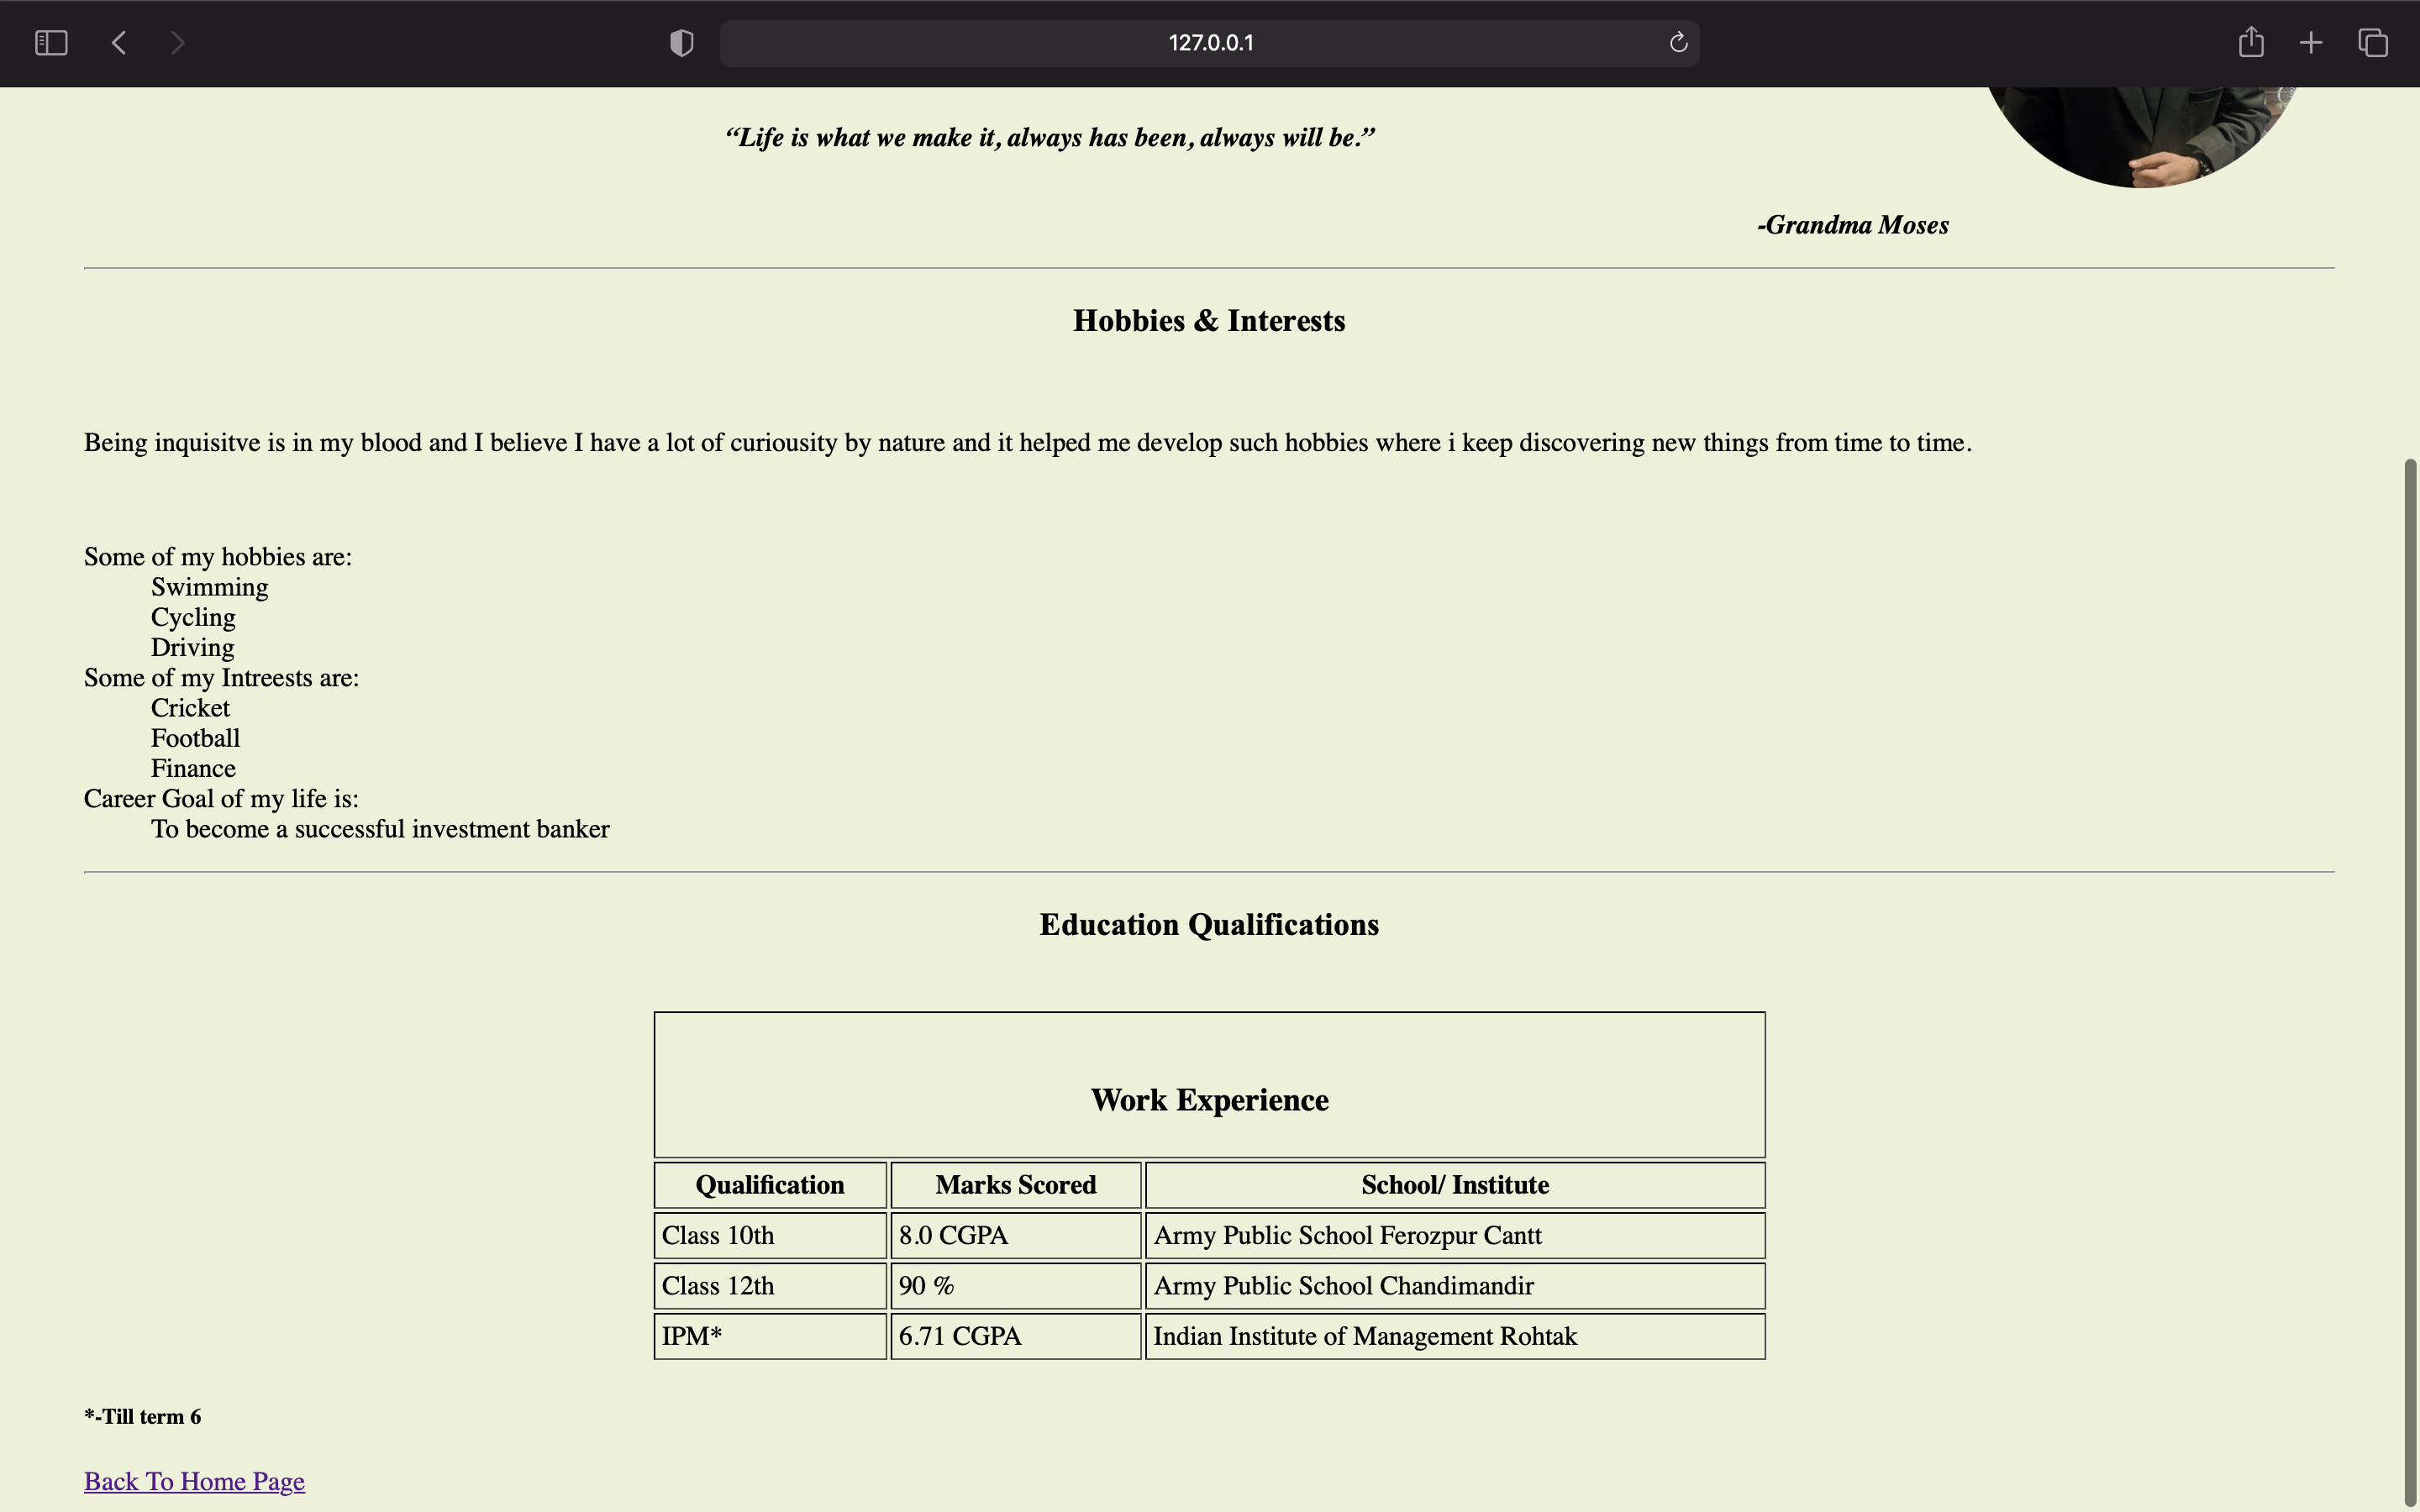 127.0.0.1
“Life is what we make it, always has been, always will be.”
-Grandma Moses
Hobbies & Interests
Being inquisitve is in my blood and I believe I have a lot of curiousity by nature and it helped me develop such hobbies where i keep discovering new things from time to time.
Some of my hobbies are:
Swimming
Cycling
Driving
Some of my Intreests are:
Cricket
Football
Finance
Career Goal of my life is:
To become a successful investment banker
Education Qualifications
Work Experience
Qualification Marks Scored School/ Institute
Class 10th 8.0 CGPA Army Public School Ferozpur Cantt
Class 12th 90 % Army Public School Chandimandir
IPM* 6.71 CGPA Indian Institute of Management Rohtak
*-Till term 6
Back To Home Page